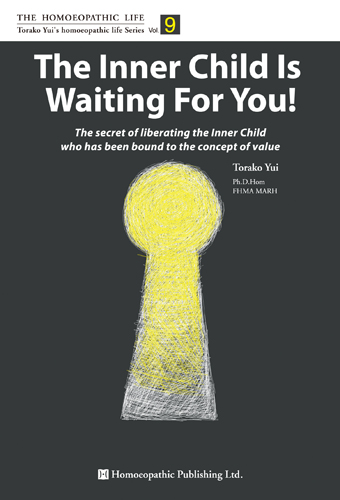 THE HOMOEOPATHIC LIFE
Torako Yui's homoeopathic life Series Vol. 9
The Inner Child Is
Waiting For You!
The secret of liberating the Inner Child
who has been bound to the concept of value
Torako Yui
Ph.D.Hom
FHMA MARH
H Homoeopathic Publishing Ltd.